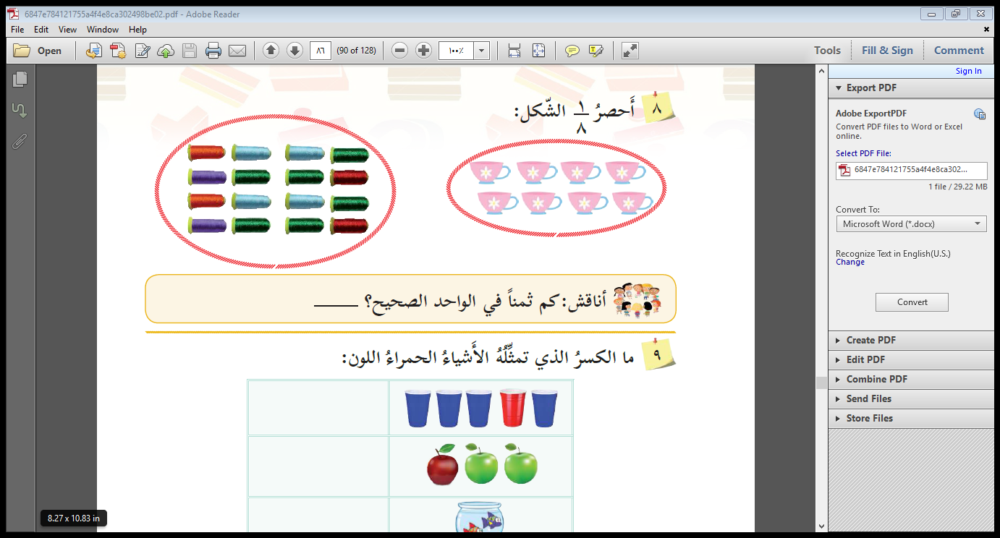 6847e784121755a4f4e8ca302498be02.pdf - Adobe Reader
File Edit View Window Help
Open ٨٦ (90 of 128) ١٠٠٪ Tools Fill & Sign Comment
Sign In
Export PDF
Adobe ExportPDF
Convert PDF files to Word or Excel
online.
Select PDF File:
6847e784121755a4f4e8ca302...
1 file / 29.22 MB
Convert To:
Microsoft Word (*.docx)
Recognize Text in English(U.S.)
Change
Convert
Create PDF
Edit PDF
Combine PDF
Send Files
Store Files
٨ أَحصرُ ١/٨ الشّكل:
أناقش: كم ثمناً في الواحد الصحيح؟ ____
٩ ما الكسرُ الذي تمثِّلُهُ الأَشياءُ الحمراءُ اللون:
8.27 x 10.83 in